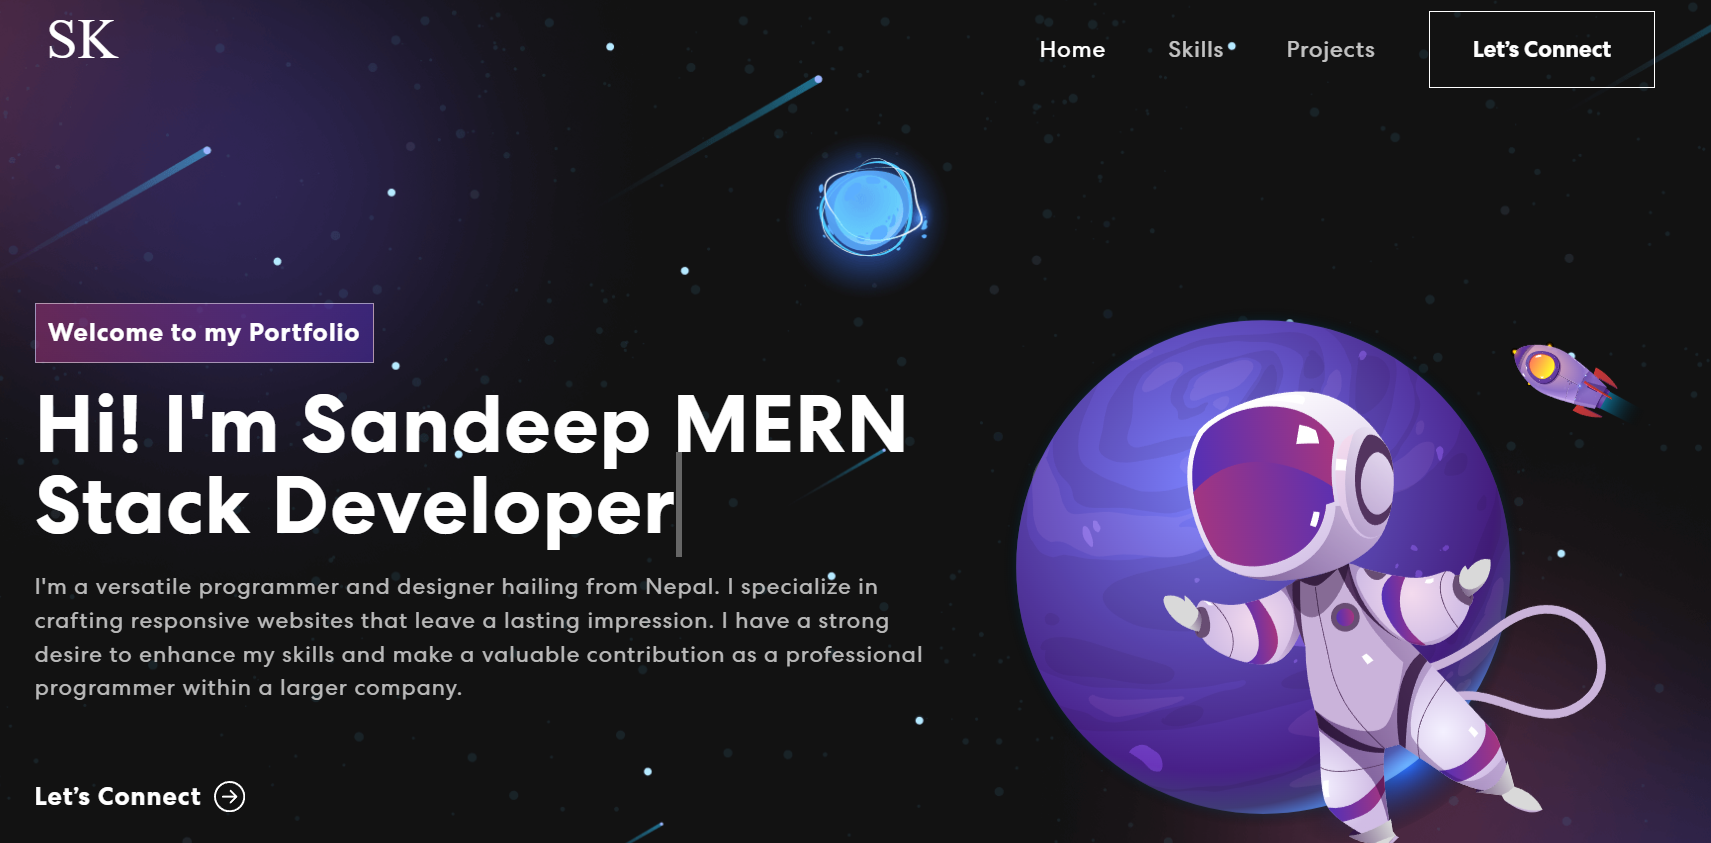 SK
Home
Skills
Projects
Let’s Connect
Welcome to my Portfolio
Hi! I'm Sandeep MERN
Stack Developer
I'm a versatile programmer and designer hailing from Nepal. I specialize in
crafting responsive websites that leave a lasting impression. I have a strong
desire to enhance my skills and make a valuable contribution as a professional
programmer within a larger company.
Let’s Connect